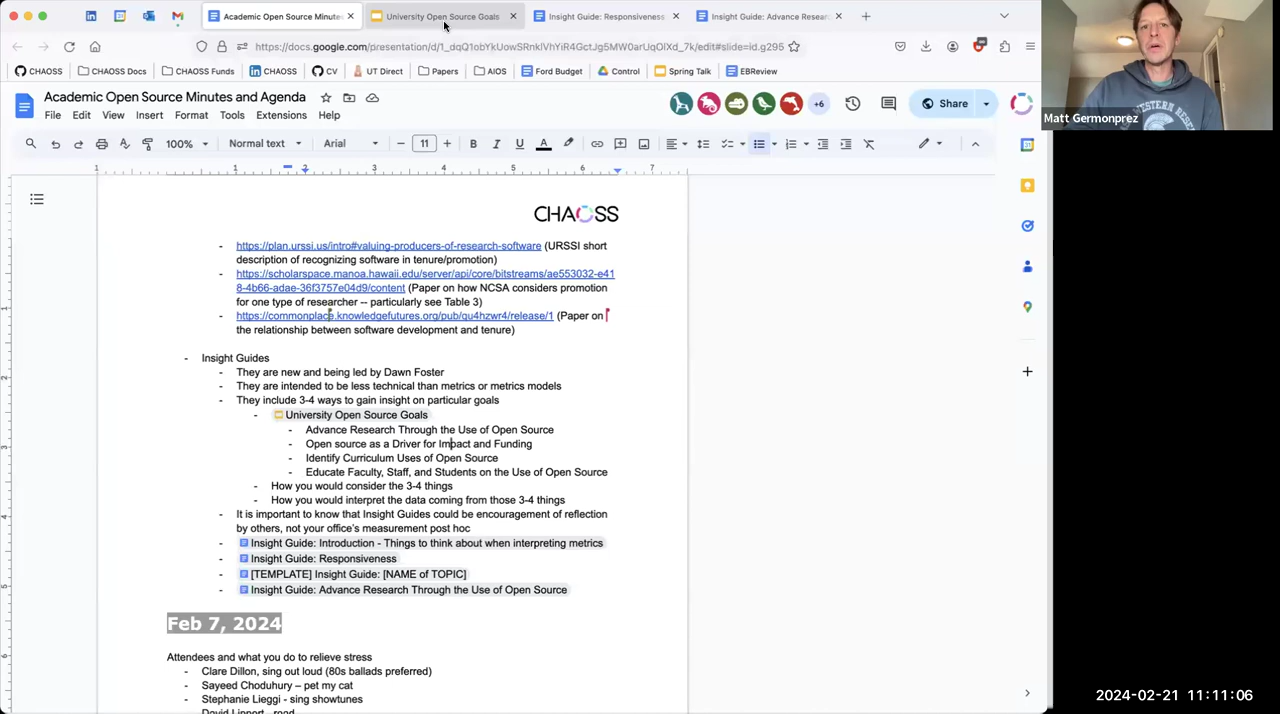 Academic Open Source Minutes
University Open Source Goals
Insight Guide: Responsiveness
Insight Guide: Advance Resear
https://docs.google.com/presentation/d/1_dqQ1obYkUowSRnklVhYiR4GctJg5MW0arUqOlXd_7k/edit#slide=id.g295
CHAOSS CHAOSS Docs CHAOSS Funds CHAOSS CV UT Direct Papers AIOS Ford Budget Control Spring Talk EBReview
Academic Open Source Minutes and Agenda
File Edit View Insert Format Tools Extensions Help
+6
Share
100% Normal text Arial 11 B I U A
1 1 2 3 4 5 6 7
CHAOSS
- https://plan.urssi.us/intro#valuing-producers-of-research-software (URSSI short
description of recognizing software in tenure/promotion)
- https://scholarspace.manoa.hawaii.edu/server/api/core/bitstreams/ae553032-e41
8-4b66-adae-36f3757e04d9/content (Paper on how NCSA considers promotion
for one type of researcher -- particularly see Table 3)
- https://commonplace.knowledgefutures.org/pub/qu4hzwr4/release/1 (Paper on
the relationship between software development and tenure)
- Insight Guides
- They are new and being led by Dawn Foster
- They are intended to be less technical than metrics or metrics models
- They include 3-4 ways to gain insight on particular goals
- University Open Source Goals
- Advance Research Through the Use of Open Source
- Open source as a Driver for Impact and Funding
- Identify Curriculum Uses of Open Source
- Educate Faculty, Staff, and Students on the Use of Open Source
- How you would consider the 3-4 things
- How you would interpret the data coming from those 3-4 things
- It is important to know that Insight Guides could be encouragement of reflection
by others, not your office's measurement post hoc
- Insight Guide: Introduction - Things to think about when interpreting metrics
- Insight Guide: Responsiveness
- [TEMPLATE] Insight Guide: [NAME of TOPIC]
- Insight Guide: Advance Research Through the Use of Open Source
Feb 7, 2024
Attendees and what you do to relieve stress
- Clare Dillon, sing out loud (80s ballads preferred)
- Sayeed Choduhury – pet my cat
- Stephanie Lieggi - sing showtunes
Matt Germonprez
2024-02-21 11:11:06